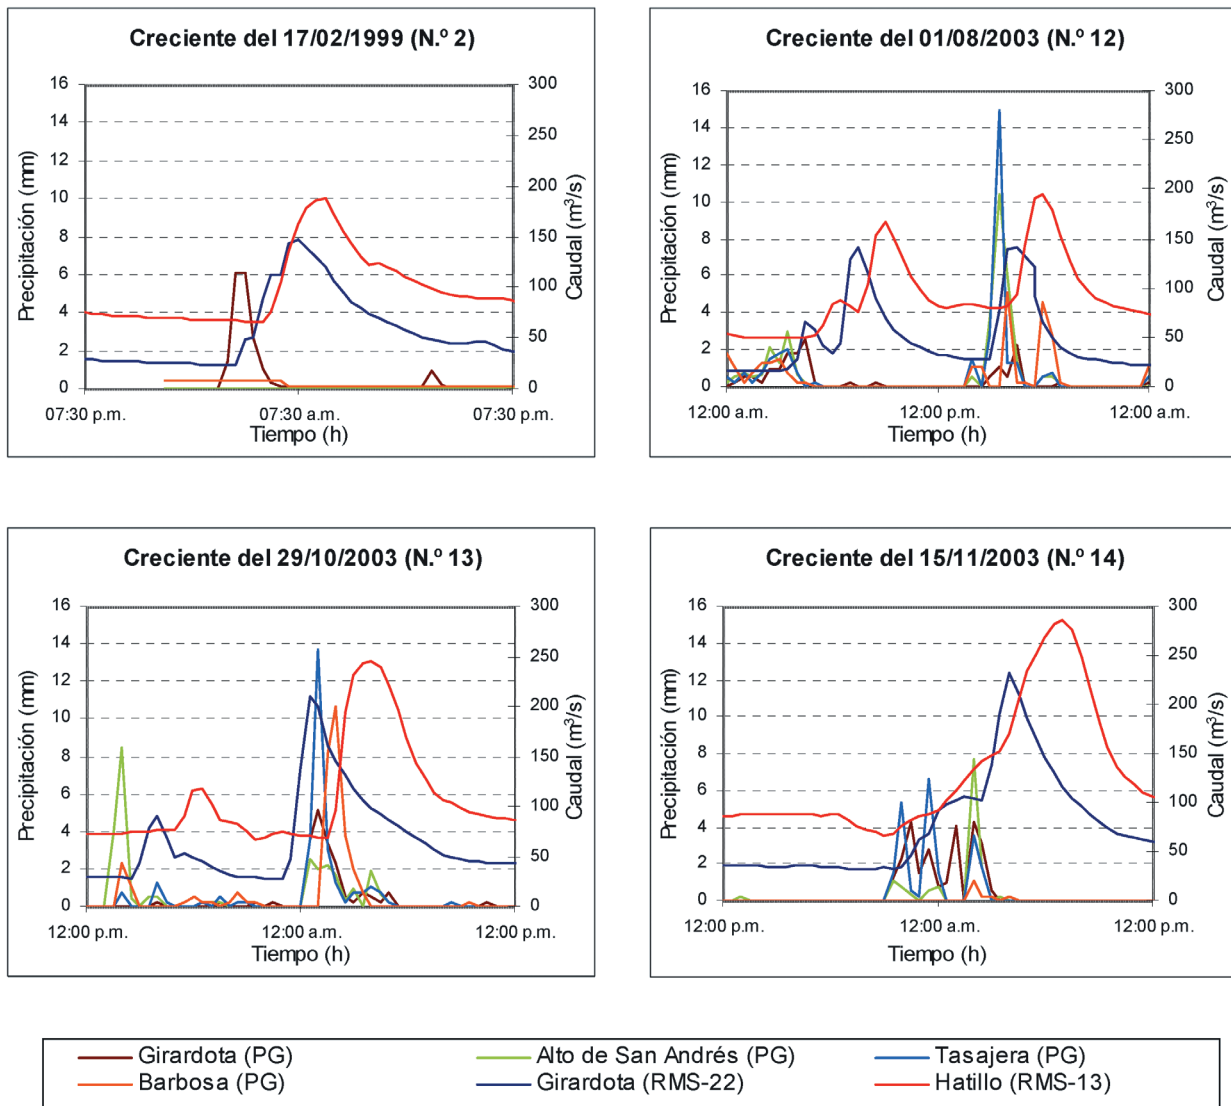 Creciente del 17/02/1999 (N.º 2)
Precipitación (mm)
16
14
12
10
8
6
4
2
0
300
250
200
150
100
50
0
Caudal (m³/s)
07:30 p.m.
07:30 a.m.
07:30 p.m.
Tiempo (h)
Creciente del 01/08/2003 (N.º 12)
Precipitación (mm)
16
14
12
10
8
6
4
2
0
300
250
200
150
100
50
0
Caudal (m³/s)
12:00 a.m.
12:00 p.m.
12:00 a.m.
Tiempo (h)
Creciente del 29/10/2003 (N.º 13)
Precipitación (mm)
16
14
12
10
8
6
4
2
0
300
250
200
150
100
50
0
Caudal (m³/s)
12:00 p.m.
12:00 a.m.
12:00 p.m.
Tiempo (h)
Creciente del 15/11/2003 (N.º 14)
Precipitación (mm)
16
14
12
10
8
6
4
2
0
300
250
200
150
100
50
0
Caudal (m³/s)
12:00 p.m.
12:00 a.m.
12:00 p.m.
Tiempo (h)
Girardota (PG)
Alto de San Andrés (PG)
Tasajera (PG)
Barbosa (PG)
Girardota (RMS-22)
Hatillo (RMS-13)